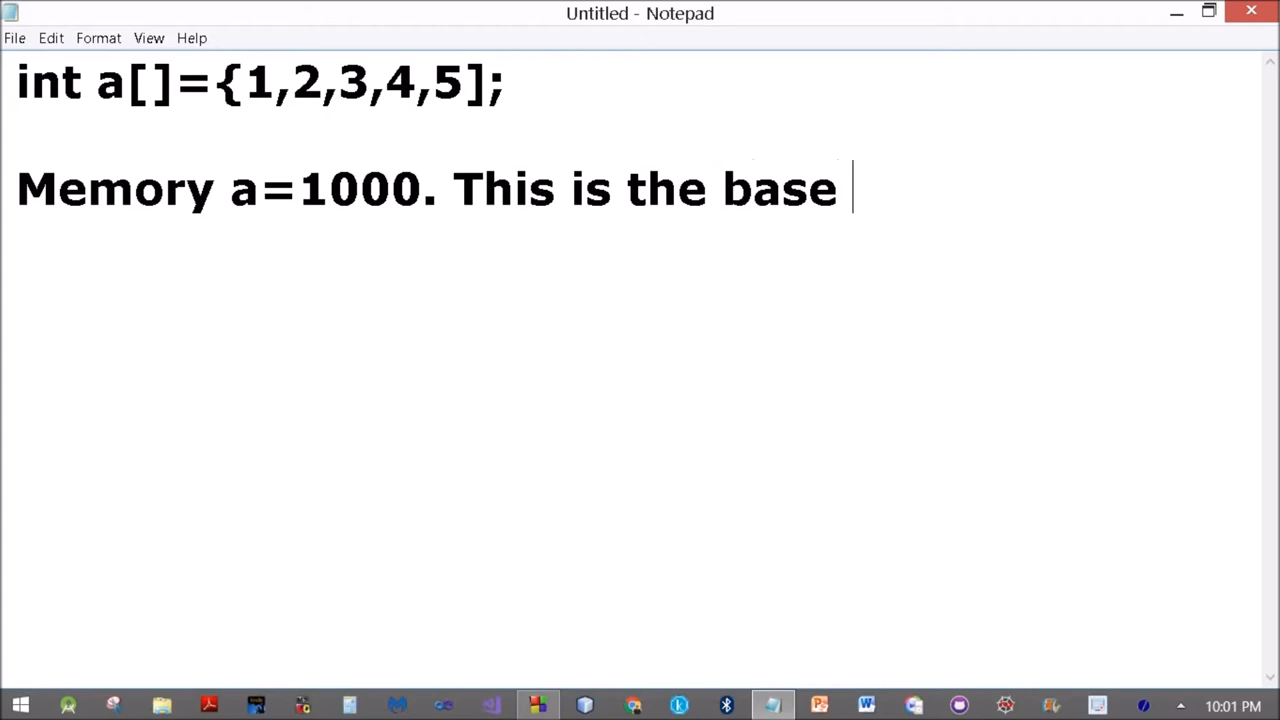 Untitled - Notepad
File Edit Format View Help
int a[]={1,2,3,4,5];
Memory a=1000. This is the base
10:01 PM